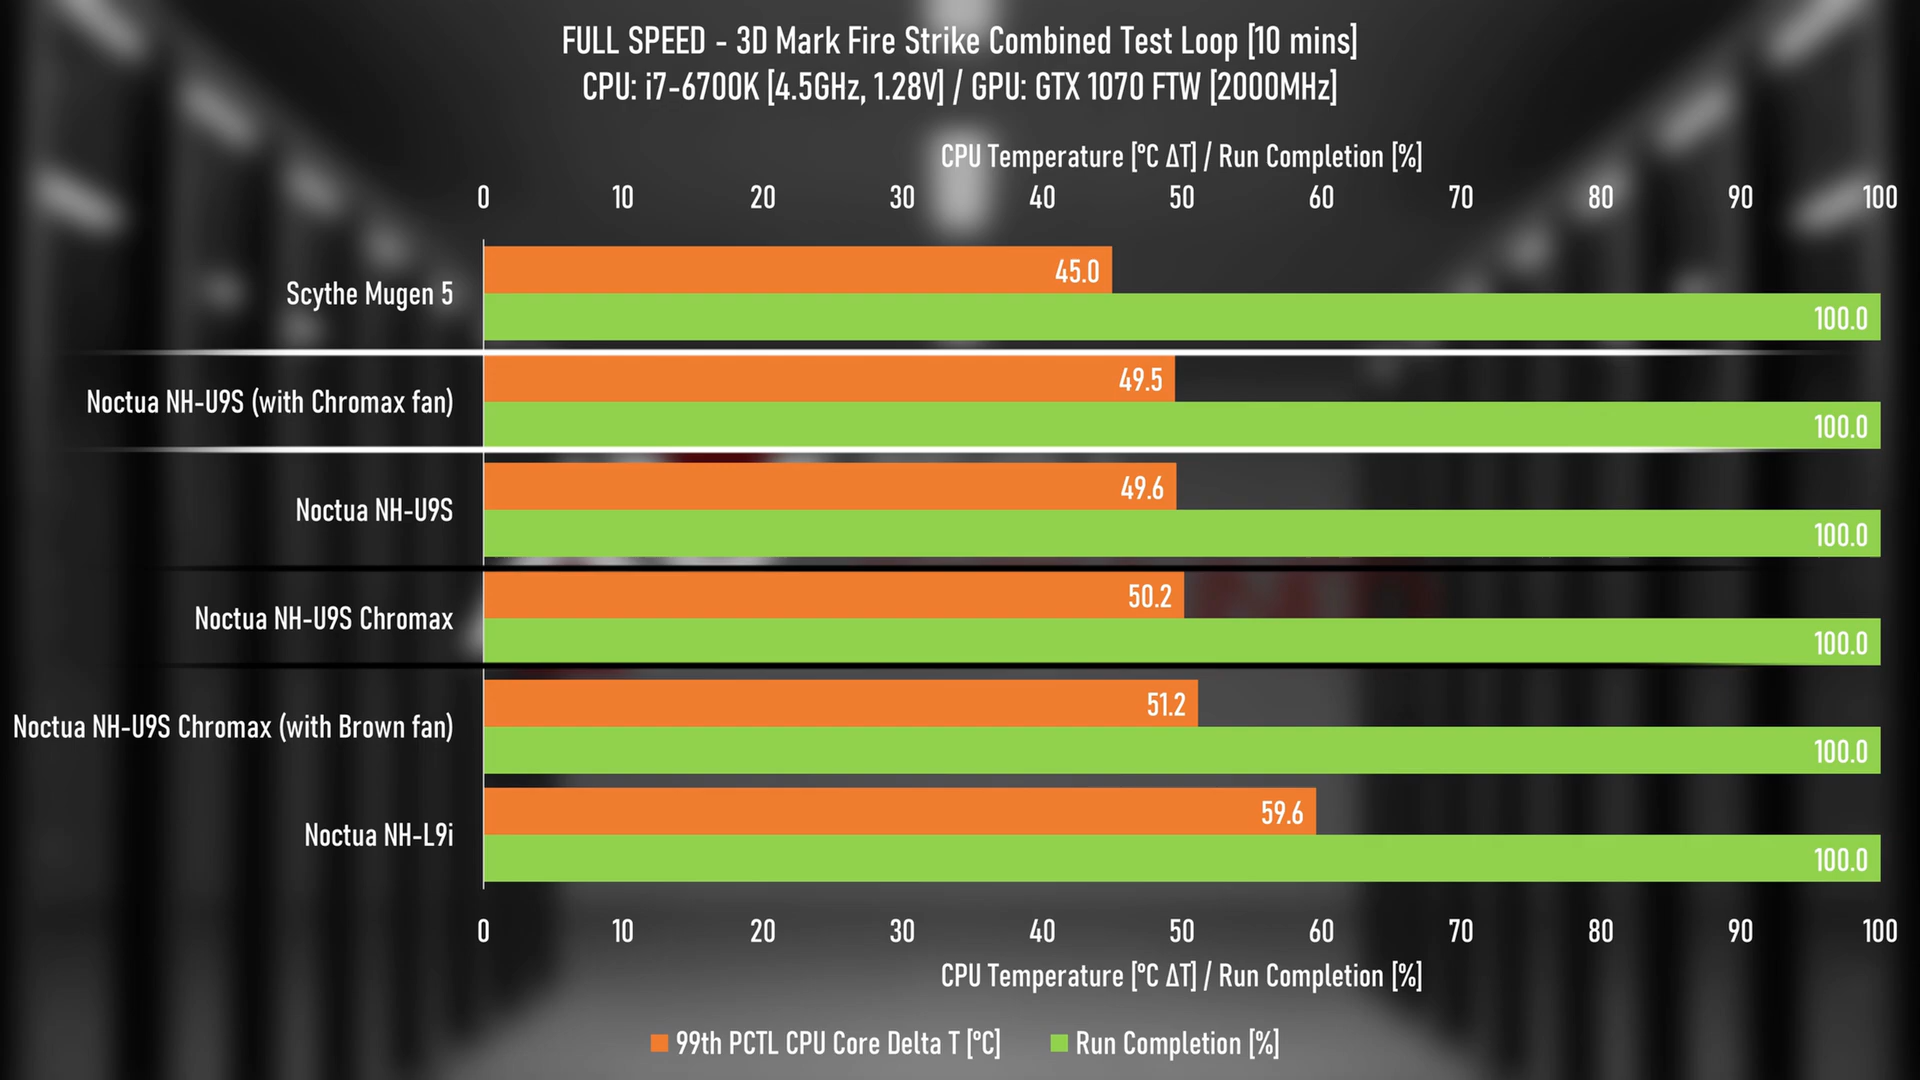 FULL SPEED - 3D Mark Fire Strike Combined Test Loop [10 mins]
CPU: i7-6700K [4.5GHz, 1.28V] / GPU: GTX 1070 FTW [2000MHz]
CPU Temperature [°C ΔT] / Run Completion [%]
0 10 20 30 40 50 60 70 80 90 100
Scythe Mugen 5
45.0
100.0
Noctua NH-U9S (with Chromax fan)
49.5
100.0
Noctua NH-U9S
49.6
100.0
Noctua NH-U9S Chromax
50.2
100.0
Noctua NH-U9S Chromax (with Brown fan)
51.2
100.0
Noctua NH-L9i
59.6
100.0
0 10 20 30 40 50 60 70 80 90 100
CPU Temperature [°C ΔT] / Run Completion [%]
99th PCTL CPU Core Delta T [°C]
Run Completion [%]